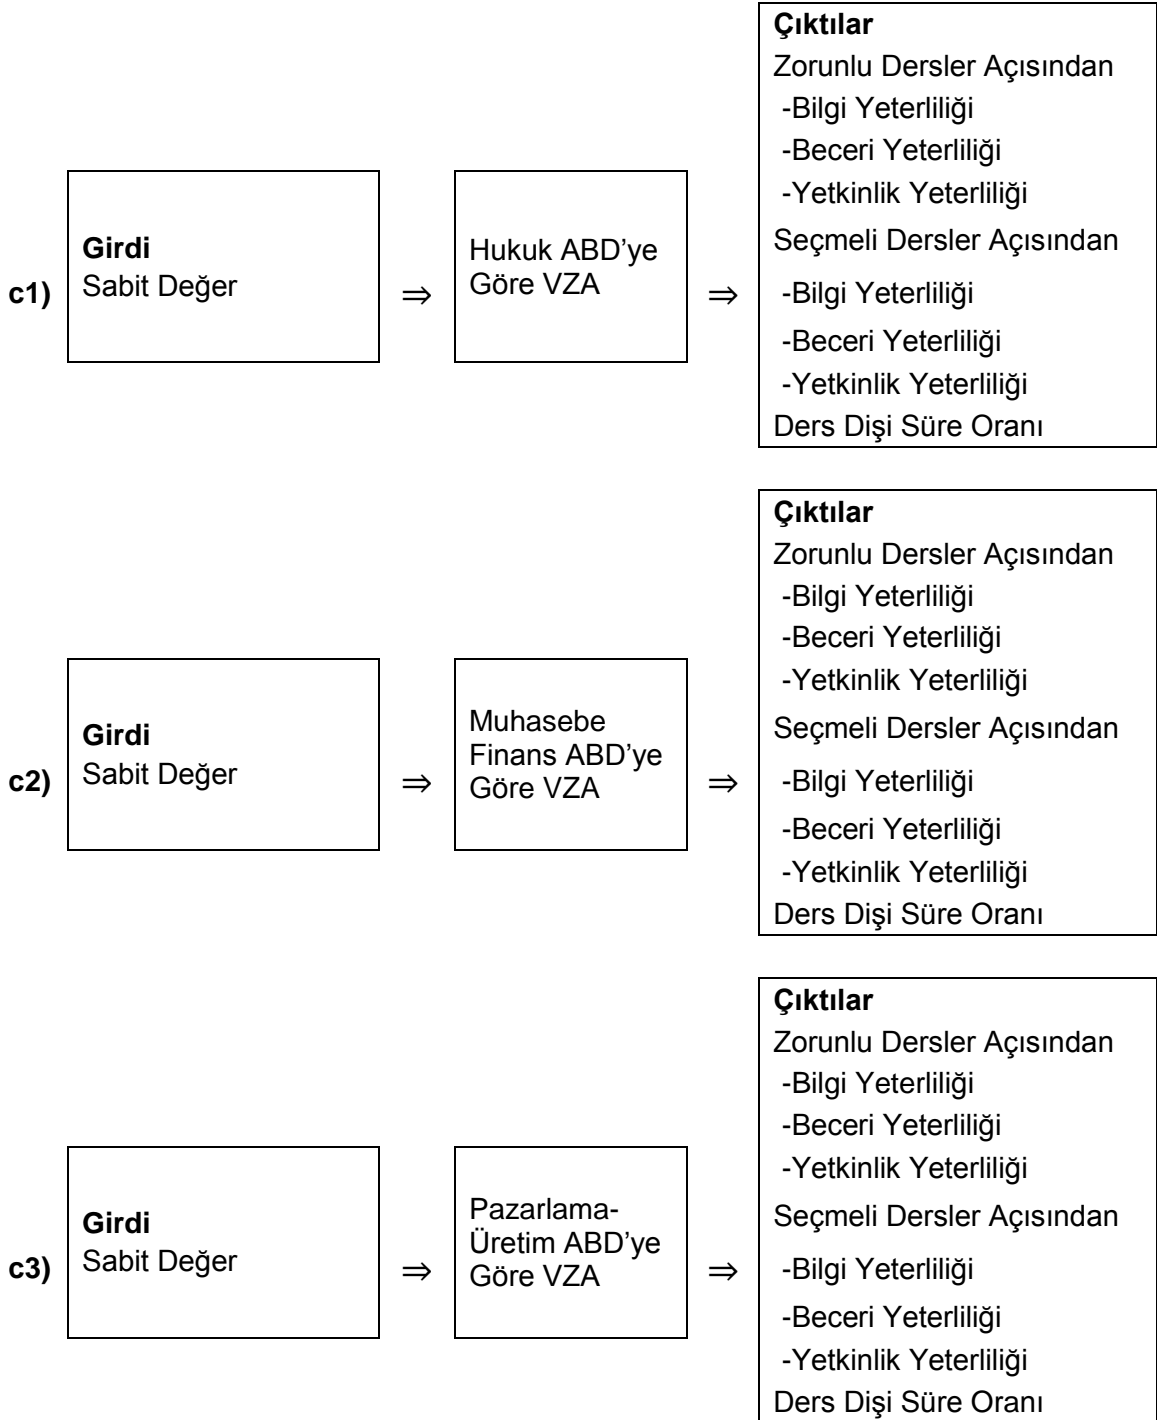 c1)
Girdi
Sabit Değer
⇒
Hukuk ABD’ye
Göre VZA
⇒
Çıktılar
Zorunlu Dersler Açısından
-Bilgi Yeterliliği
-Beceri Yeterliliği
-Yetkinlik Yeterliliği
Seçmeli Dersler Açısından
-Bilgi Yeterliliği
-Beceri Yeterliliği
-Yetkinlik Yeterliliği
Ders Dişi Süre Oranı
c2)
Girdi
Sabit Değer
⇒
Muhasebe
Finans ABD’ye
Göre VZA
⇒
Çıktılar
Zorunlu Dersler Açısından
-Bilgi Yeterliliği
-Beceri Yeterliliği
-Yetkinlik Yeterliliği
Seçmeli Dersler Açısından
-Bilgi Yeterliliği
-Beceri Yeterliliği
-Yetkinlik Yeterliliği
Ders Dişi Süre Oranı
c3)
Girdi
Sabit Değer
⇒
Pazarlama-
Üretim ABD’ye
Göre VZA
⇒
Çıktılar
Zorunlu Dersler Açısından
-Bilgi Yeterliliği
-Beceri Yeterliliği
-Yetkinlik Yeterliliği
Seçmeli Dersler Açısından
-Bilgi Yeterliliği
-Beceri Yeterliliği
-Yetkinlik Yeterliliği
Ders Dişi Süre Oranı